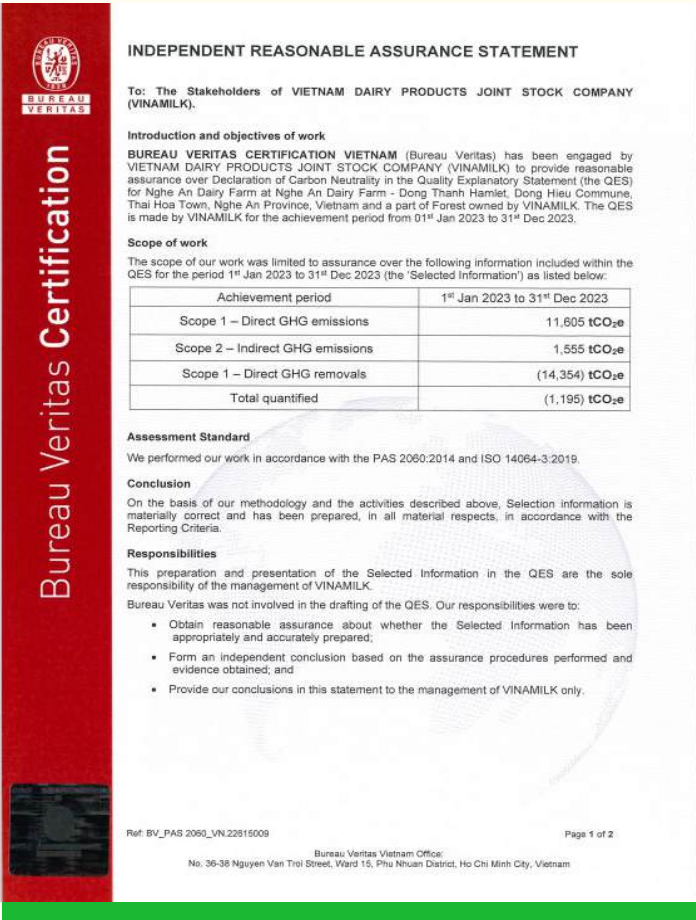 BUREAU VERITAS
1828
BUREAU
VERITAS
Bureau Veritas Certification
INDEPENDENT REASONABLE ASSURANCE STATEMENT
To: The Stakeholders of VIETNAM DAIRY PRODUCTS JOINT STOCK COMPANY
(VINAMILK).
Introduction and objectives of work
BUREAU VERITAS CERTIFICATION VIETNAM (Bureau Veritas) has been engaged by
VIETNAM DAIRY PRODUCTS JOINT STOCK COMPANY (VINAMILK) to provide reasonable
assurance over Declaration of Carbon Neutrality in the Quality Explanatory Statement (the QES)
for Nghe An Dairy Farm at Nghe An Dairy Farm - Dong Thanh Hamlet, Dong Hieu Commune,
Thai Hoa Town, Nghe An Province, Vietnam and a part of Forest owned by VINAMILK. The QES
is made by VINAMILK for the achievement period from 01st Jan 2023 to 31st Dec 2023.
Scope of work
The scope of our work was limited to assurance over the following information included within the
QES for the period 1st Jan 2023 to 31st Dec 2023 (the 'Selected Information') as listed below:
Achievement period 1st Jan 2023 to 31st Dec 2023
Scope 1 – Direct GHG emissions 11,605 tCO₂e
Scope 2 – Indirect GHG emissions 1,555 tCO₂e
Scope 1 – Direct GHG removals (14,354) tCO₂e
Total quantified (1,195) tCO₂e
Assessment Standard
We performed our work in accordance with the PAS 2060:2014 and ISO 14064-3:2019.
Conclusion
On the basis of our methodology and the activities described above, Selection information is
materially correct and has been prepared, in all material respects, in accordance with the
Reporting Criteria.
Responsibilities
This preparation and presentation of the Selected Information in the QES are the sole
responsibility of the management of VINAMILK.
Bureau Veritas was not involved in the drafting of the QES. Our responsibilities were to:
• Obtain reasonable assurance about whether the Selected Information has been
appropriately and accurately prepared;
• Form an independent conclusion based on the assurance procedures performed and
evidence obtained; and
• Provide our conclusions in this statement to the management of VINAMILK only.
Ref: BV_PAS 2060_VN.22615009 Page 1 of 2
Bureau Veritas Vietnam Office:
No. 36-38 Nguyen Van Troi Street, Ward 15, Phu Nhuan District, Ho Chi Minh City, Vietnam